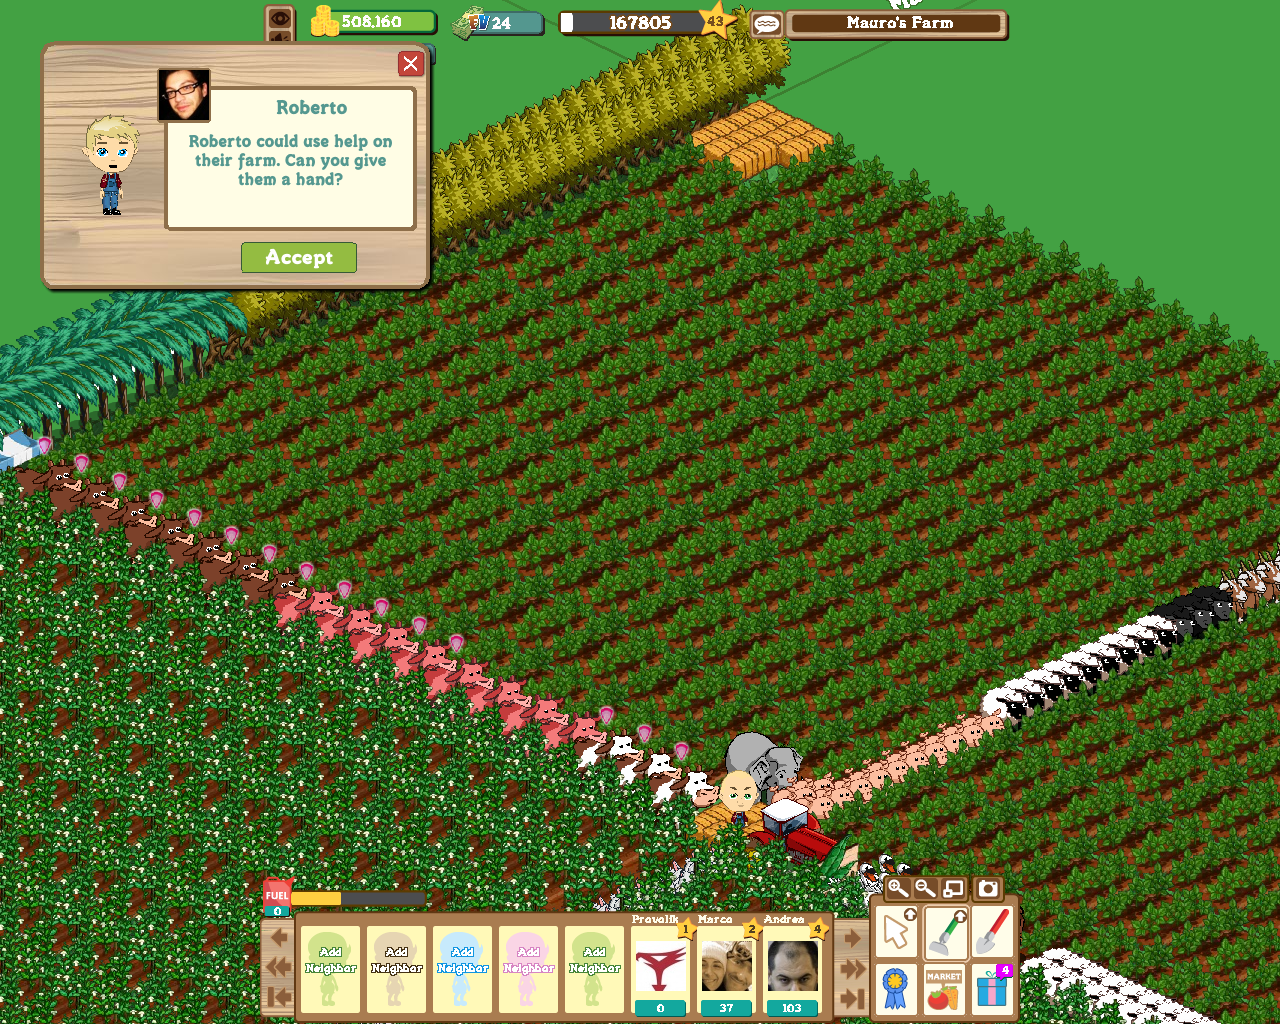 508,160
FV 24
167805
43
Mauro's Farm
Roberto
Roberto could use help on
their farm. Can you give
them a hand?
Accept
FUEL
0
Add
Neighbor
Add
Neighbor
Add
Neighbor
Add
Neighbor
Add
Neighbor
Pravalik
1
0
Marco
2
37
Andrea
4
103
MARKET
4